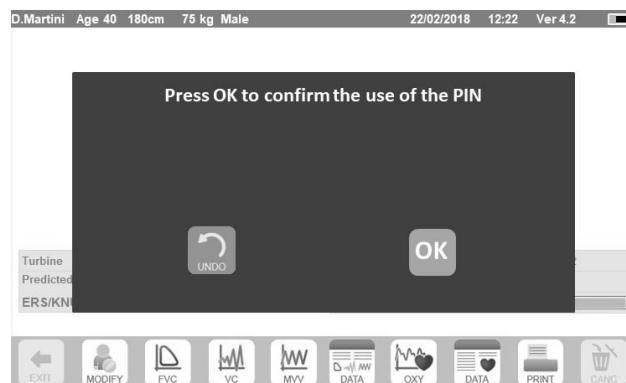 D.Martini Age 40 180cm 75 kg Male 22/02/2018 12:22 Ver 4.2
Press OK to confirm the use of the PIN
UNDO
OK
Turbine
Predicted
EXIT MODIFY FVC VC MVV DATA OXY DATA PRINT CANC